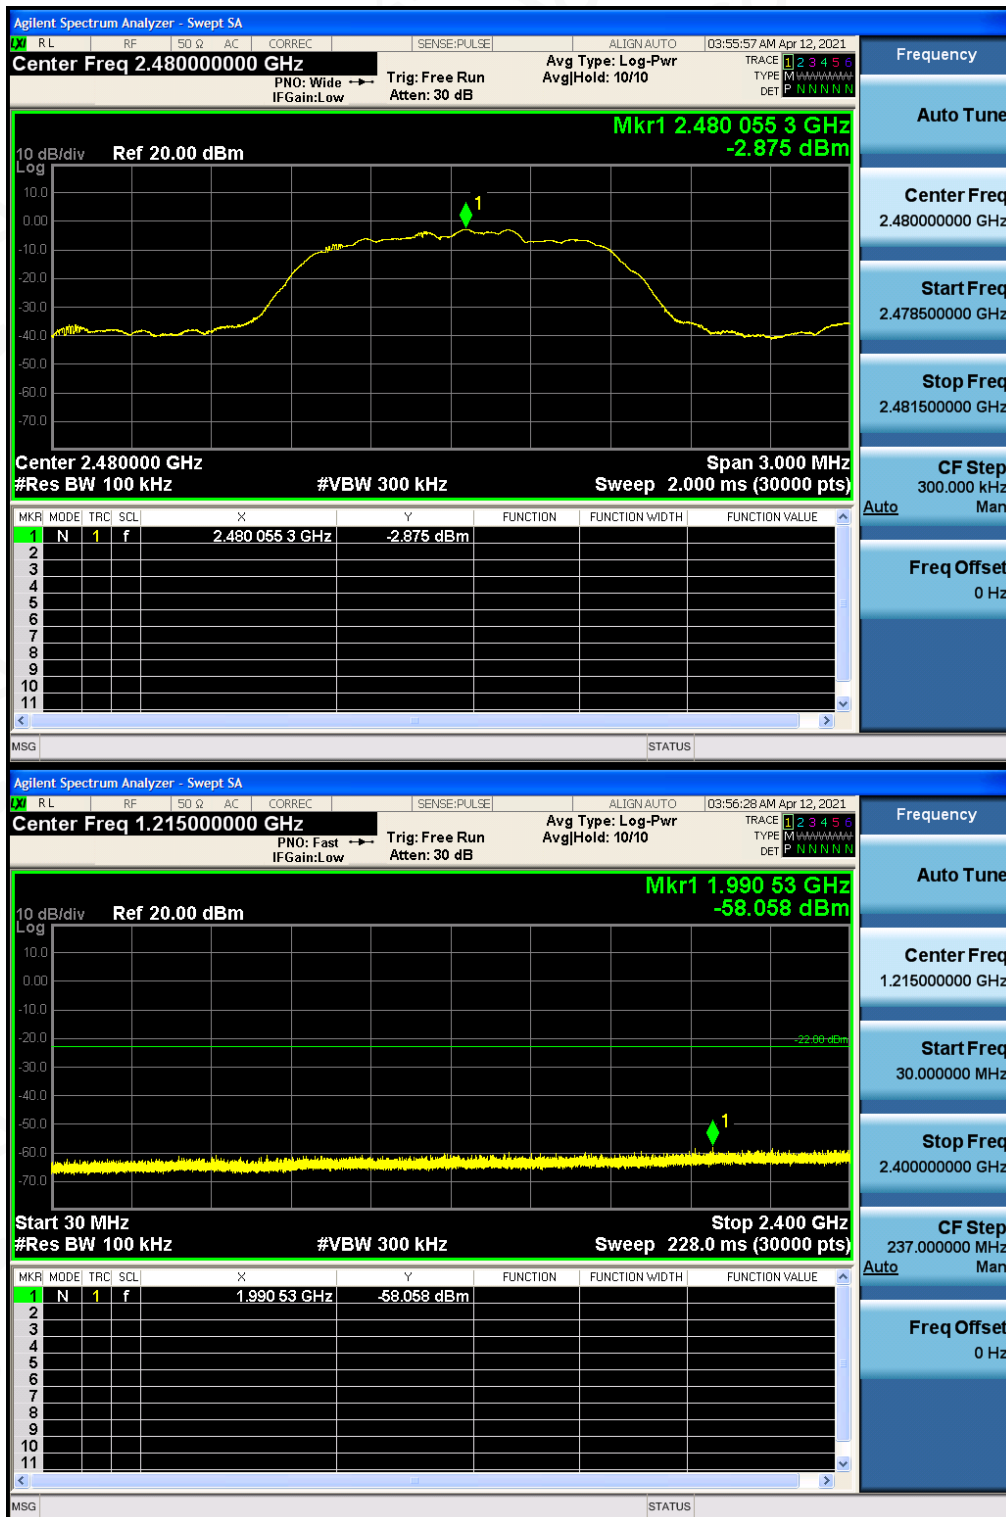 Agilent Spectrum Analyzer - Swept SA
LXI RL RF 50 Ω AC CORREC SENSE:PULSE ALIGN AUTO 03:55:57 AM Apr 12, 2021
Center Freq 2.480000000 GHz
PNO: Wide
IFGain:Low
Trig: Free Run
Atten: 30 dB
Avg Type: Log-Pwr
Avg|Hold: 10/10
TRACE 1 2 3 4 5 6
TYPE M WWWWW
DET P N N N N N
Mkr1 2.480 055 3 GHz
-2.875 dBm
10 dB/div Ref 20.00 dBm
Log
10.0
0.00
-10.0
-20.0
-30.0
-40.0
-50.0
-60.0
-70.0
1
Center 2.480000 GHz Span 3.000 MHz
#Res BW 100 kHz #VBW 300 kHz Sweep 2.000 ms (30000 pts)
MKR MODE TRC SCL X Y FUNCTION FUNCTION WIDTH FUNCTION VALUE
1 N 1 f 2.480 055 3 GHz -2.875 dBm
2
3
4
5
6
7
8
9
10
11
MSG STATUS
Frequency
Auto Tune
Center Freq
2.480000000 GHz
Start Freq
2.478500000 GHz
Stop Freq
2.481500000 GHz
CF Step
300.000 kHz
Auto Man
Freq Offset
0 Hz
Agilent Spectrum Analyzer - Swept SA
LXI RL RF 50 Ω AC CORREC SENSE:PULSE ALIGN AUTO 03:56:28 AM Apr 12, 2021
Center Freq 1.215000000 GHz
PNO: Fast
IFGain:Low
Trig: Free Run
Atten: 30 dB
Avg Type: Log-Pwr
Avg|Hold: 10/10
TRACE 1 2 3 4 5 6
TYPE M WWWWW
DET P N N N N N
Mkr1 1.990 53 GHz
-58.058 dBm
10 dB/div Ref 20.00 dBm
Log
10.0
0.00
-10.0
-20.0
-30.0
-40.0
-50.0
-60.0
-70.0
-22.00 dBm
1
Start 30 MHz Stop 2.400 GHz
#Res BW 100 kHz #VBW 300 kHz Sweep 228.0 ms (30000 pts)
MKR MODE TRC SCL X Y FUNCTION FUNCTION WIDTH FUNCTION VALUE
1 N 1 f 1.990 53 GHz -58.058 dBm
2
3
4
5
6
7
8
9
10
11
MSG STATUS
Frequency
Auto Tune
Center Freq
1.215000000 GHz
Start Freq
30.000000 MHz
Stop Freq
2.400000000 GHz
CF Step
237.000000 MHz
Auto Man
Freq Offset
0 Hz